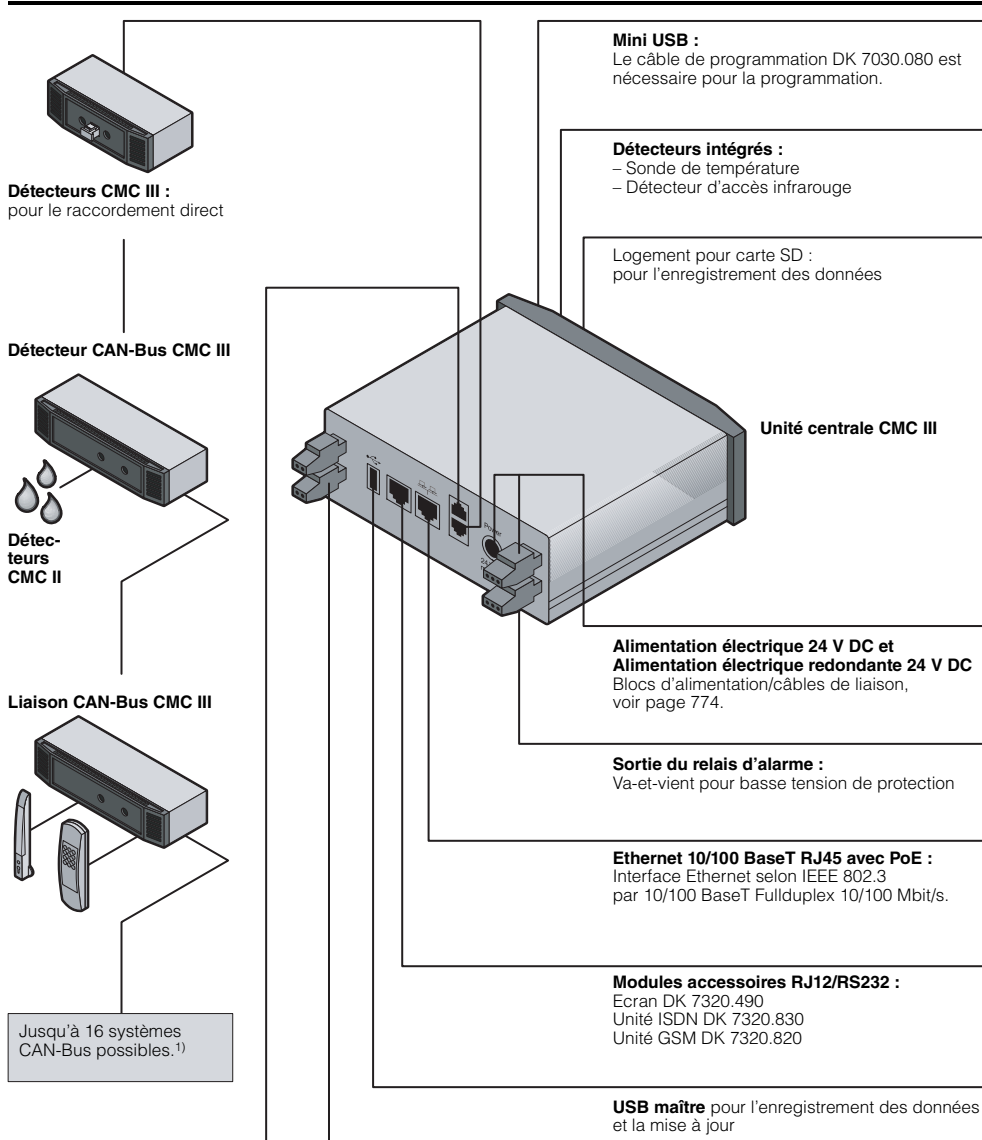 Mini USB :
Le câble de programmation DK 7030.080 est
nécessaire pour la programmation.
Détecteurs intégrés :
– Sonde de température
– Détecteur d'accès infrarouge
Détecteurs CMC III :
pour le raccordement direct
Logement pour carte SD :
pour l'enregistrement des données
Détecteur CAN-Bus CMC III
Unité centrale CMC III
Détec-
teurs
CMC II
Power
Alimentation électrique 24 V DC et
Alimentation électrique redondante 24 V DC
Blocs d'alimentation/câbles de liaison,
voir page 774.
Liaison CAN-Bus CMC III
Sortie du relais d'alarme :
Va-et-vient pour basse tension de protection
Ethernet 10/100 BaseT RJ45 avec PoE :
Interface Ethernet selon IEEE 802.3
par 10/100 BaseT Fullduplex 10/100 Mbit/s.
Modules accessoires RJ12/RS232 :
Ecran DK 7320.490
Unité ISDN DK 7320.830
Unité GSM DK 7320.820
Jusqu'à 16 systèmes
CAN-Bus possibles.1)
USB maître pour l'enregistrement des données
et la mise à jour